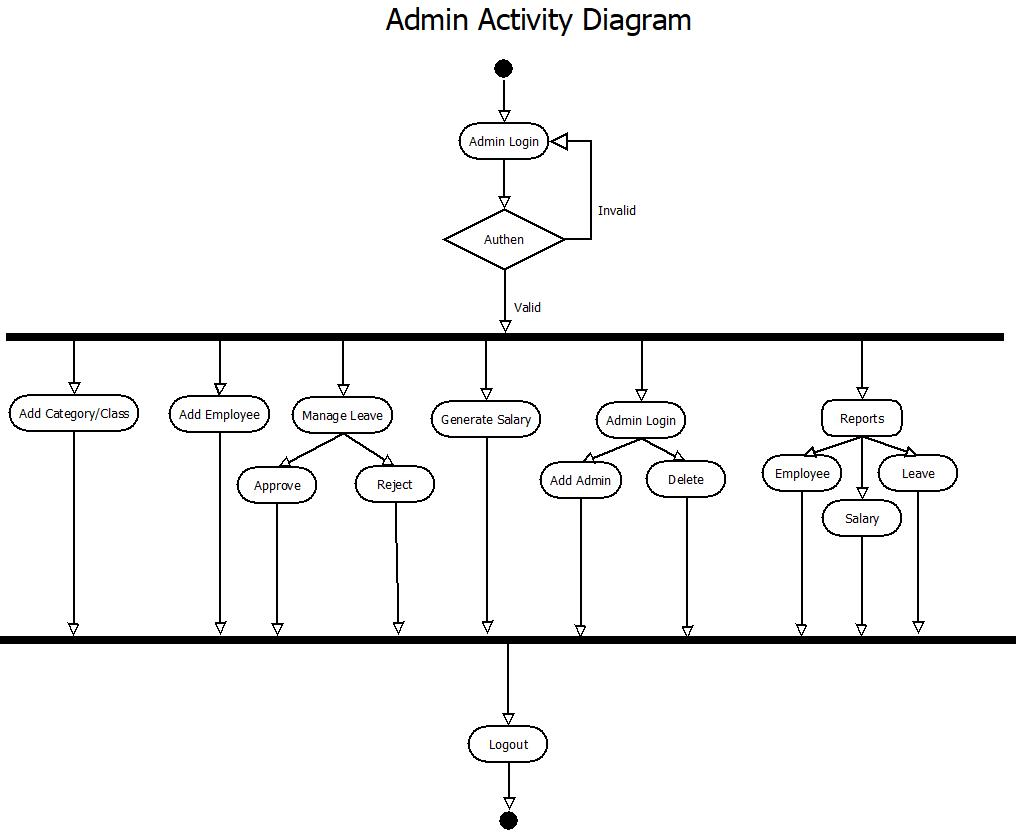 Admin Activity Diagram
Admin Login
Authen
Invalid
Valid
Add Category/Class
Add Employee
Manage Leave
Generate Salary
Admin Login
Reports
Approve
Reject
Add Admin
Delete
Employee
Leave
Salary
Logout